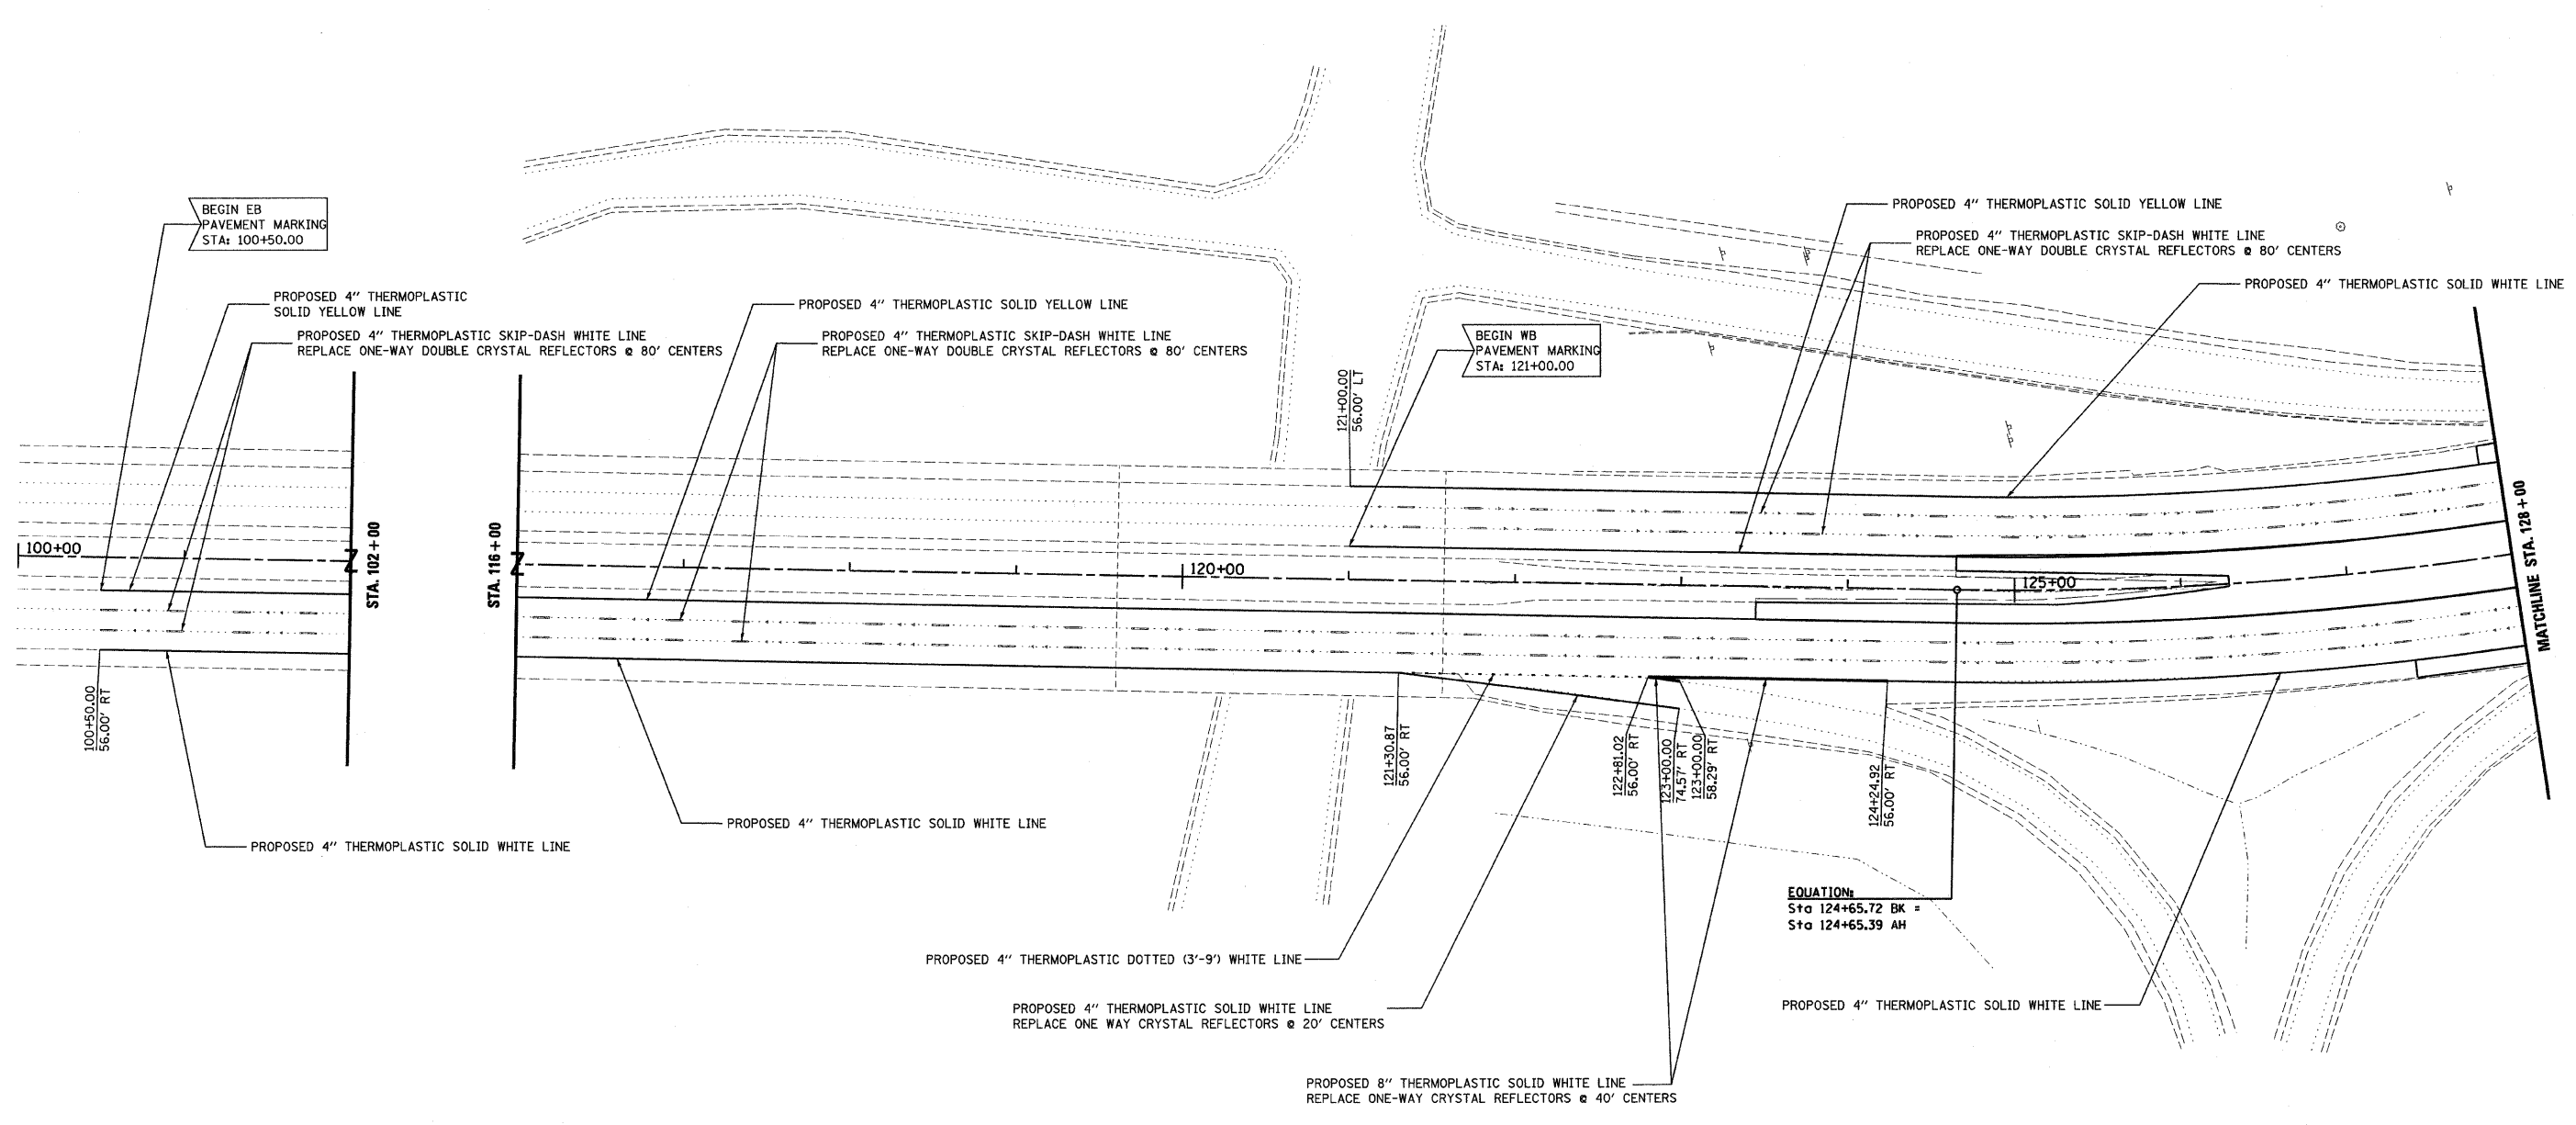 BEGIN EB
PAVEMENT MARKING
STA: 100+50.00
PROPOSED 4" THERMOPLASTIC
SOLID YELLOW LINE
PROPOSED 4" THERMOPLASTIC SKIP-DASH WHITE LINE
REPLACE ONE-WAY DOUBLE CRYSTAL REFLECTORS @ 80' CENTERS
PROPOSED 4" THERMOPLASTIC SOLID YELLOW LINE
PROPOSED 4" THERMOPLASTIC SKIP-DASH WHITE LINE
REPLACE ONE-WAY DOUBLE CRYSTAL REFLECTORS @ 80' CENTERS
BEGIN WB
PAVEMENT MARKING
STA: 121+00.00
121+00.00
56.00' LT
PROPOSED 4" THERMOPLASTIC SOLID YELLOW LINE
PROPOSED 4" THERMOPLASTIC SKIP-DASH WHITE LINE
REPLACE ONE-WAY DOUBLE CRYSTAL REFLECTORS @ 80' CENTERS
PROPOSED 4" THERMOPLASTIC SOLID WHITE LINE
100+00
Z
STA. 102+00
STA. 116+00
Z
120+00
125+00
MATCHLINE STA. 128+00
100+50.00
56.00' RT
121+30.87
56.00' RT
122+81.02
56.00' RT
123+00.00
74.57' RT
123+00.00
58.29' RT
124+24.92
56.00' RT
PROPOSED 4" THERMOPLASTIC SOLID WHITE LINE
PROPOSED 4" THERMOPLASTIC SOLID WHITE LINE
EQUATION:
Sta 124+65.72 BK =
Sta 124+65.39 AH
PROPOSED 4" THERMOPLASTIC DOTTED (3'-9') WHITE LINE
PROPOSED 4" THERMOPLASTIC SOLID WHITE LINE
REPLACE ONE WAY CRYSTAL REFLECTORS @ 20' CENTERS
PROPOSED 4" THERMOPLASTIC SOLID WHITE LINE
PROPOSED 8" THERMOPLASTIC SOLID WHITE LINE
REPLACE ONE-WAY CRYSTAL REFLECTORS @ 40' CENTERS